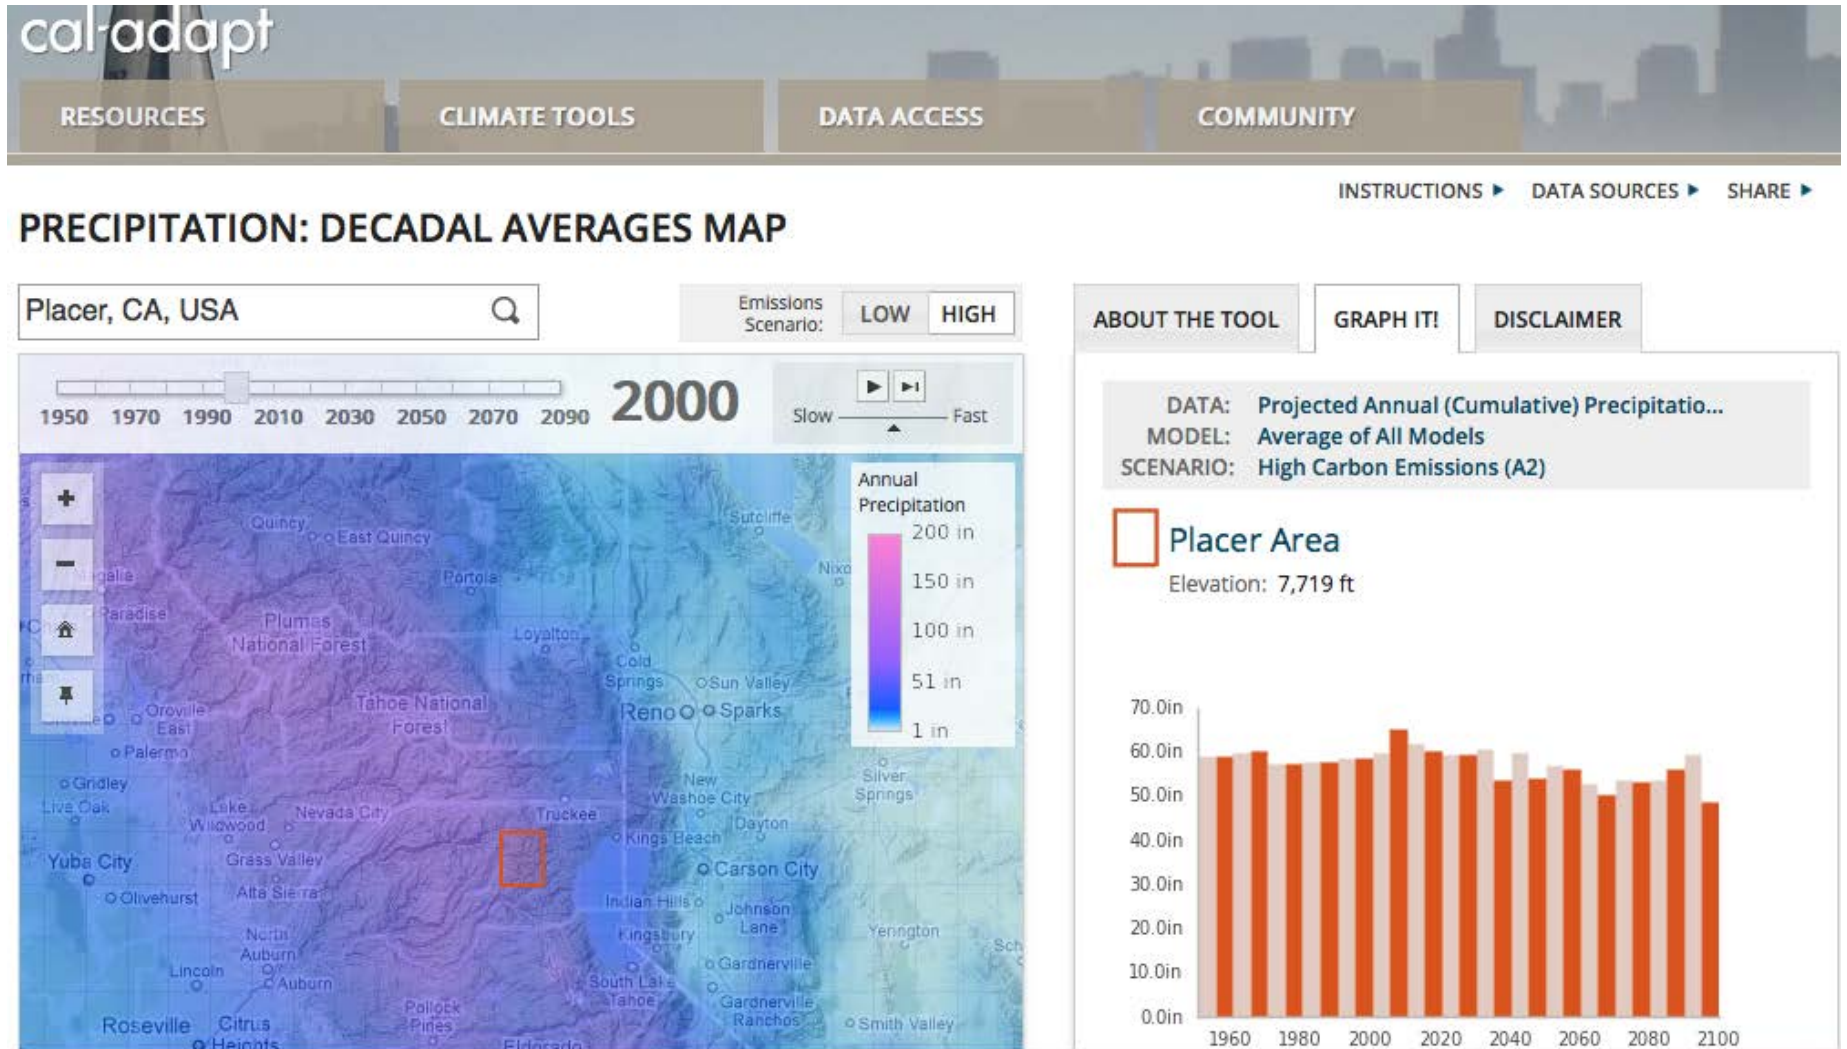 cal-adapt
RESOURCES CLIMATE TOOLS DATA ACCESS COMMUNITY
INSTRUCTIONS DATA SOURCES SHARE
PRECIPITATION: DECADAL AVERAGES MAP
Placer, CA, USA
Emissions
Scenario:
LOW HIGH
1950 1970 1990 2010 2030 2050 2070 2090
2000
Slow Fast
Annual
Precipitation
200 in
150 in
100 in
51 in
1 in
Quincy
East Quincy
Sutcliffe
Portola
Paradise
Plumas
National Forest
Loyalton
Cold
Springs
Sun Valley
Tahoe National
Forest
Reno Sparks
Oroville
East
Palermo
Gridley
Silver
Springs
New
Washoe City
Live Oak
Lake
Wildwood
Nevada City
Truckee
Dayton
Kings Beach
Yuba City
Grass Valley
Carson City
Olivehurst
Alta Sierra
Indian Hills
Johnson
Lane
Kingsbury
Yerington
North
Auburn
Gardnerville
Lincoln
Auburn
South Lake
Tahoe
Gardnerville
Ranchos
Pollock
Pines
Smith Valley
Roseville
Citrus
Heights
Eldorado
ABOUT THE TOOL GRAPH IT! DISCLAIMER
DATA: Projected Annual (Cumulative) Precipitatio...
MODEL: Average of All Models
SCENARIO: High Carbon Emissions (A2)
Placer Area
Elevation: 7,719 ft
70.0in
60.0in
50.0in
40.0in
30.0in
20.0in
10.0in
0.0in
1960 1980 2000 2020 2040 2060 2080 2100